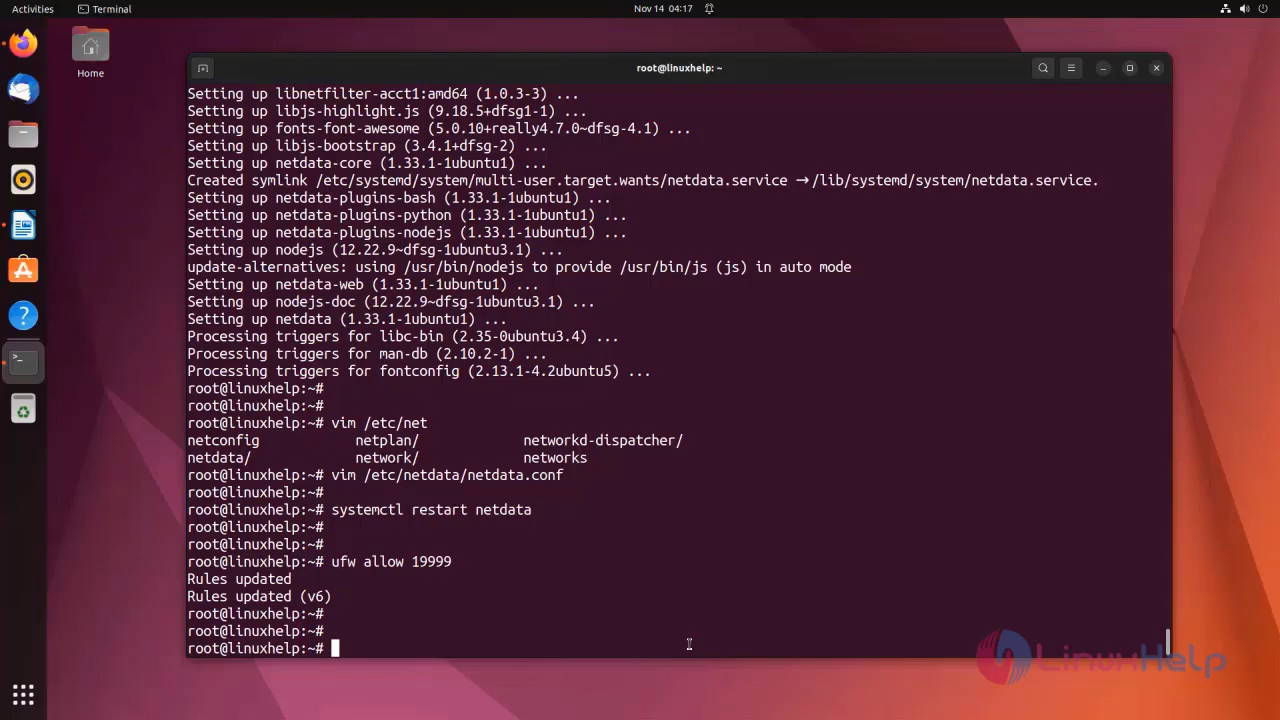 Activities
Terminal
Nov 14 04:17
Home
root@linuxhelp: ~
Setting up libnetfilter-acct1:amd64 (1.0.3-3) ...
Setting up libjs-highlight.js (9.18.5+dfsg1-1) ...
Setting up fonts-font-awesome (5.0.10+really4.7.0~dfsg-4.1) ...
Setting up libjs-bootstrap (3.4.1+dfsg-2) ...
Setting up netdata-core (1.33.1-1ubuntu1) ...
Created symlink /etc/systemd/system/multi-user.target.wants/netdata.service → /lib/systemd/system/netdata.service.
Setting up netdata-plugins-bash (1.33.1-1ubuntu1) ...
Setting up netdata-plugins-python (1.33.1-1ubuntu1) ...
Setting up netdata-plugins-nodejs (1.33.1-1ubuntu1) ...
Setting up nodejs (12.22.9~dfsg-1ubuntu3.1) ...
update-alternatives: using /usr/bin/nodejs to provide /usr/bin/js (js) in auto mode
Setting up netdata-web (1.33.1-1ubuntu1) ...
Setting up nodejs-doc (12.22.9~dfsg-1ubuntu3.1) ...
Setting up netdata (1.33.1-1ubuntu1) ...
Processing triggers for libc-bin (2.35-0ubuntu3.4) ...
Processing triggers for man-db (2.10.2-1) ...
Processing triggers for fontconfig (2.13.1-4.2ubuntu5) ...
root@linuxhelp:~#
root@linuxhelp:~#
root@linuxhelp:~# vim /etc/net
netconfig netplan/ networkd-dispatcher/
netdata/ network/ networks
root@linuxhelp:~# vim /etc/netdata/netdata.conf
root@linuxhelp:~#
root@linuxhelp:~# systemctl restart netdata
root@linuxhelp:~#
root@linuxhelp:~#
root@linuxhelp:~# ufw allow 19999
Rules updated
Rules updated (v6)
root@linuxhelp:~#
root@linuxhelp:~#
root@linuxhelp:~#
LinuxHelp